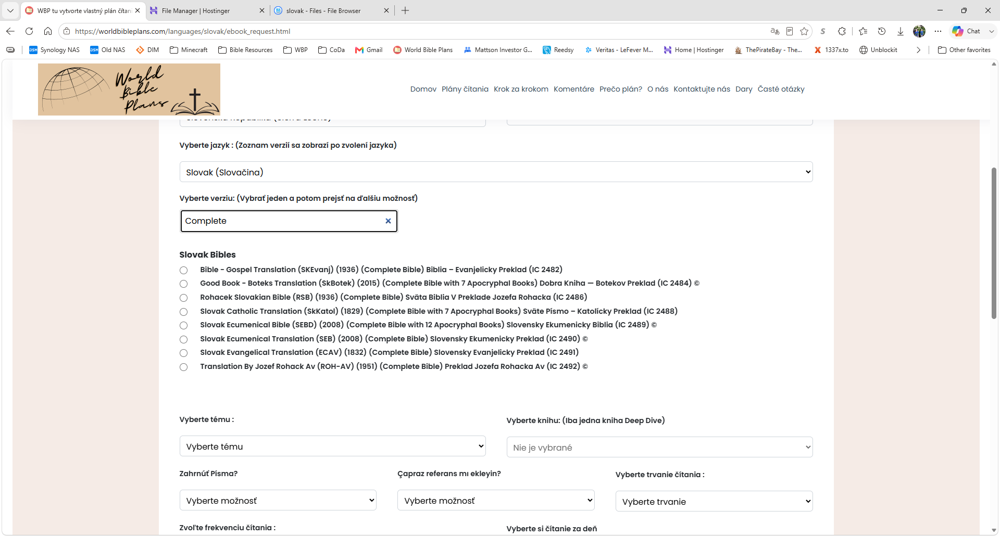 WBP tu vytvorte vlastný plán čítan
File Manager | Hostinger
slovak - Files - File Browser
https://worldbibleplans.com/languages/slovak/ebook_request.html
Chat
Synology NAS
Old NAS
DIM
Minecraft
Bible Resources
WBP
CoDa
Gmail
World Bible Plans
Mattson Investor G...
Reedsy
Veritas - LeFever M...
Home | Hostinger
ThePirateBay - The...
1337x.to
Unblockit
Other favorites
World
Bible
Plans
Domov Plány čítania Krok za krokom Komentáre Prečo plán? O nás Kontaktujte nás Dary Časté otázky
Vyberte jazyk : (Zoznam verzií sa zobrazí po zvolení jazyka)
Slovak (Slovačina)
Vyberte verziu: (Vybrať jeden a potom prejsť na ďalšiu možnosť)
Complete
Slovak Bibles
Bible - Gospel Translation (SKEvanj) (1936) (Complete Bible) Biblia – Evanjelicky Preklad (IC 2482)
Good Book - Boteks Translation (SkBotek) (2015) (Complete Bible with 7 Apocryphal Books) Dobra Kniha — Botekov Preklad (IC 2484) ©
Rohacek Slovakian Bible (RSB) (1936) (Complete Bible) Sväta Biblia V Preklade Jozefa Rohacka (IC 2486)
Slovak Catholic Translation (SkKatol) (1829) (Complete Bible with 7 Apocryphal Books) Sväte Písmo – Katolícky Preklad (IC 2488)
Slovak Ecumenical Bible (SEBD) (2008) (Complete Bible with 12 Apocryphal Books) Slovensky Ekumenicky Biblia (IC 2489) ©
Slovak Ecumenical Translation (SEB) (2008) (Complete Bible) Slovensky Ekumenicky Preklad (IC 2490) ©
Slovak Evangelical Translation (ECAV) (1832) (Complete Bible) Slovensky Evanjelicky Preklad (IC 2491)
Translation By Jozef Rohack Av (ROH-AV) (1951) (Complete Bible) Preklad Jozefa Rohacka Av (IC 2492) ©
Vyberte tému :
Vyberte knihu: (Iba jedna kniha Deep Dive)
Vyberte tému
Nie je vybrané
Zahrnúť Písma?
Çapraz referans mı ekleyin?
Vyberte trvanie čítania :
Vyberte možnosť
Vyberte možnosť
Vyberte trvanie
Zvoľte frekvenciu čítania :
Vyberte si čítanie za deň